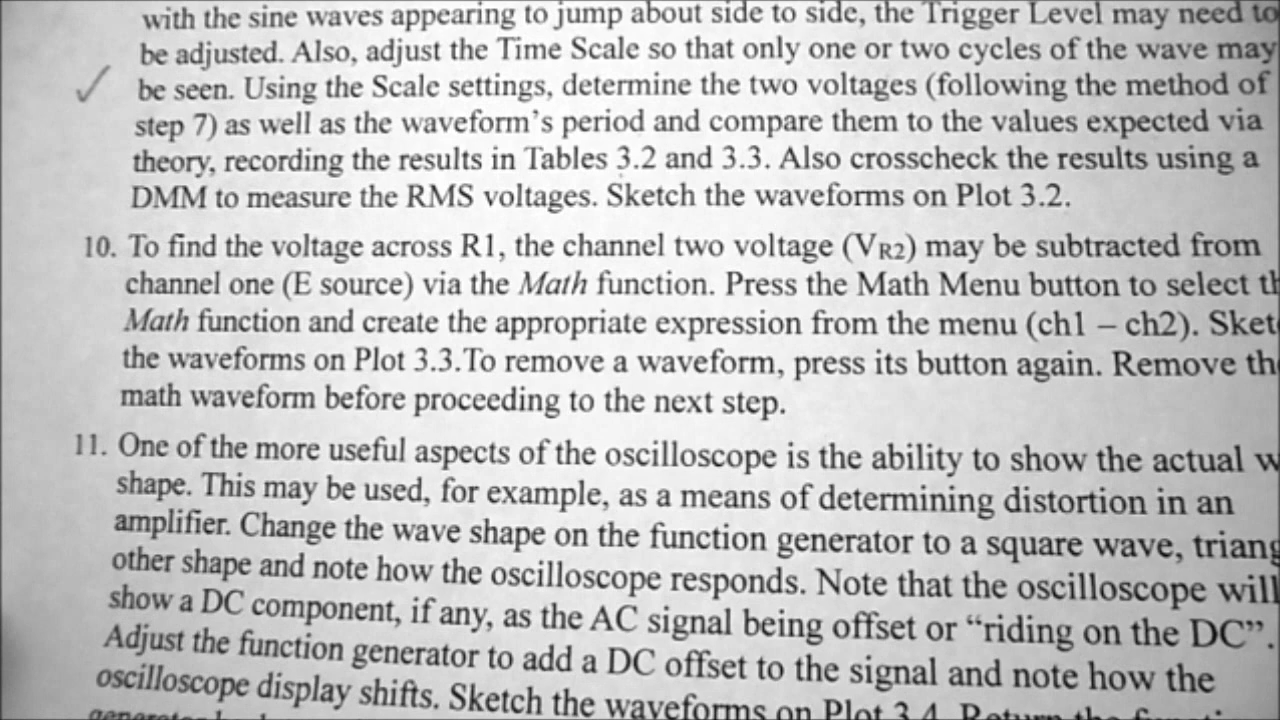 with the sine waves appearing to jump about side to side, the Trigger Level may need to
be adjusted. Also, adjust the Time Scale so that only one or two cycles of the wave may
be seen. Using the Scale settings, determine the two voltages (following the method of
step 7) as well as the waveform's period and compare them to the values expected via
theory, recording the results in Tables 3.2 and 3.3. Also crosscheck the results using a
DMM to measure the RMS voltages. Sketch the waveforms on Plot 3.2.
10. To find the voltage across R1, the channel two voltage (VR2) may be subtracted from
channel one (E source) via the Math function. Press the Math Menu button to select th
Math function and create the appropriate expression from the menu (ch1 – ch2). Sket
the waveforms on Plot 3.3.To remove a waveform, press its button again. Remove th
math waveform before proceeding to the next step.
11. One of the more useful aspects of the oscilloscope is the ability to show the actual w
shape. This may be used, for example, as a means of determining distortion in an
amplifier. Change the wave shape on the function generator to a square wave, triang
other shape and note how the oscilloscope responds. Note that the oscilloscope will
show a DC component, if any, as the AC signal being offset or “riding on the DC”.
Adjust the function generator to add a DC offset to the signal and note how the
oscilloscope display shifts. Sketch the waveforms on Plot 3.4. Return the